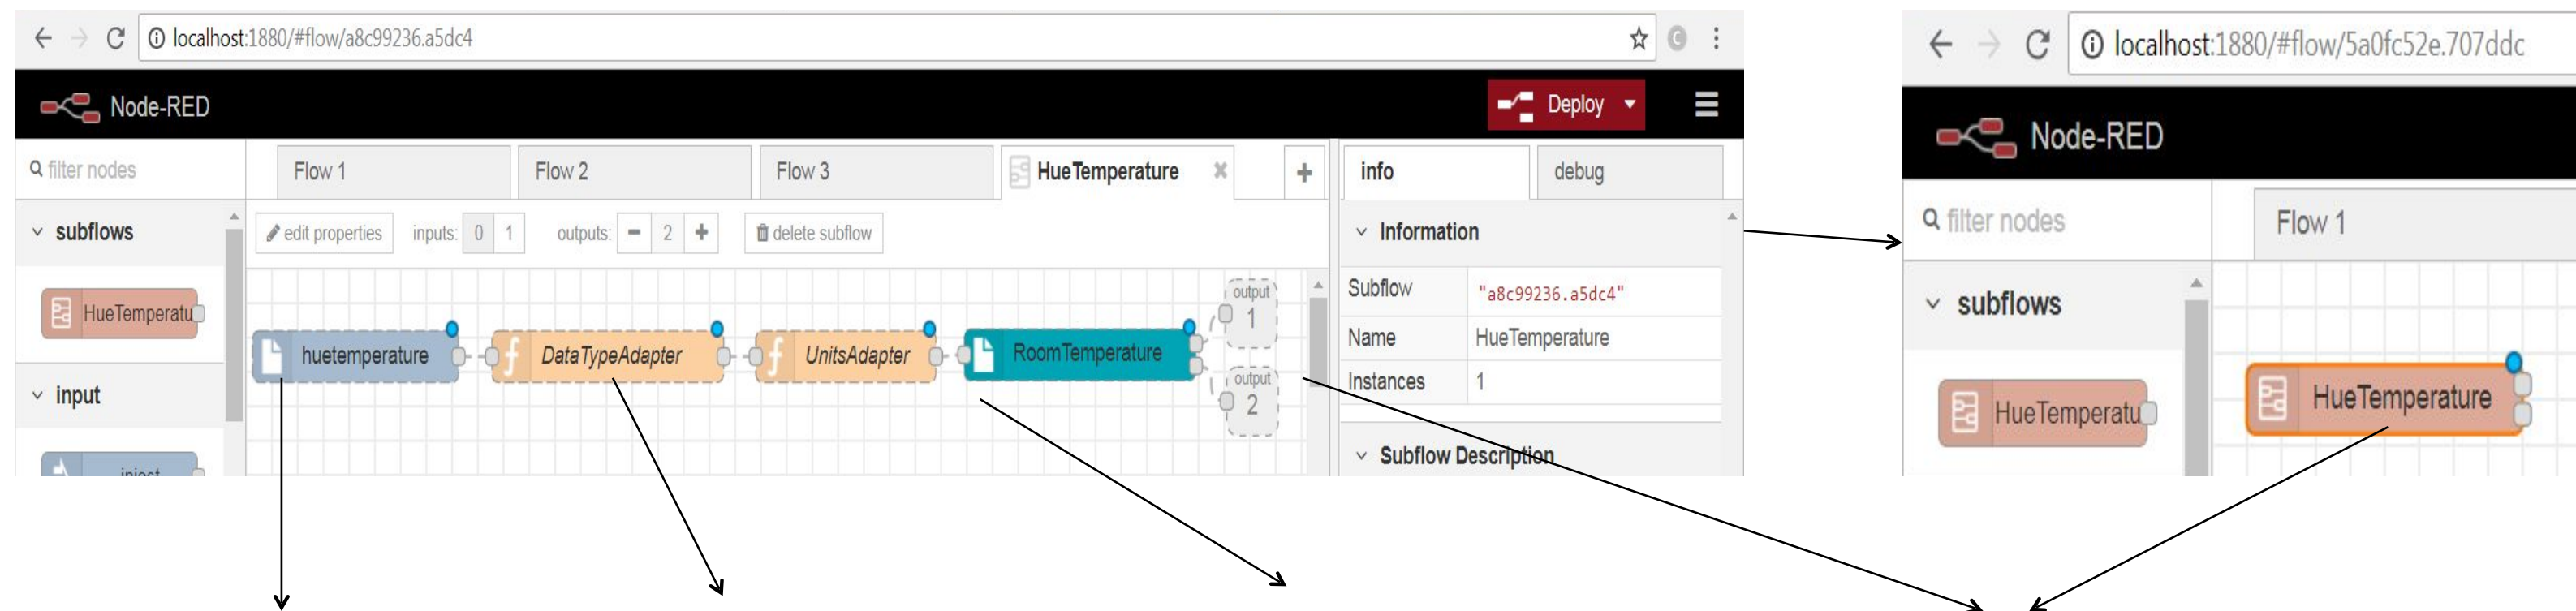 localhost:1880/#flow/a8c99236.a5dc4
Node-RED
Deploy
filter nodes
Flow 1
Flow 2
Flow 3
HueTemperature
info
debug
subflows
edit properties
inputs: 0 1
outputs: 2
delete subflow
Information
HueTemperatu
huetemperature
DataTypeAdapter
UnitsAdapter
RoomTemperature
output
1
output
2
Subflow "a8c99236.a5dc4"
Name HueTemperature
Instances 1
input
Subflow Description
inject
localhost:1880/#flow/5a0fc52e.707ddc
Node-RED
filter nodes
Flow 1
subflows
HueTemperatu
HueTemperature